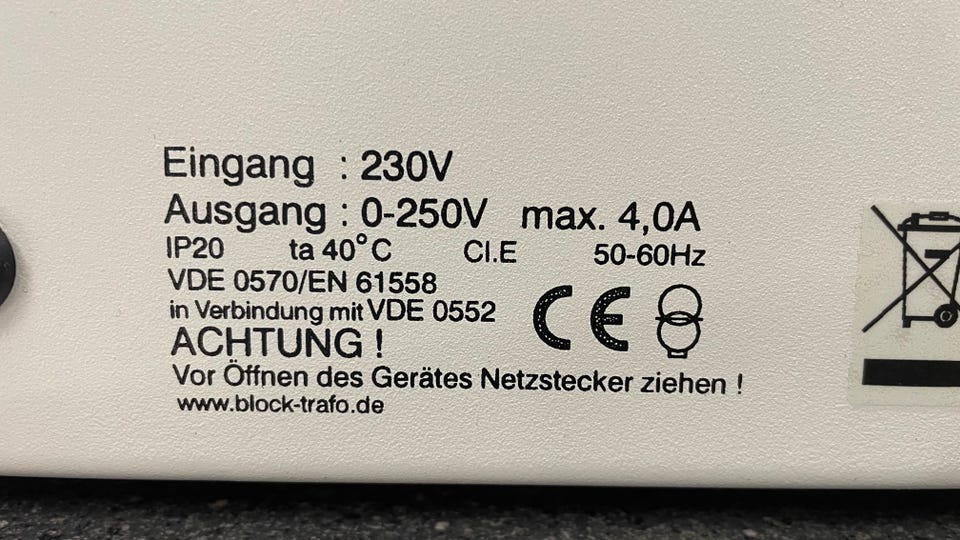 Eingang : 230V
Ausgang : 0-250V max. 4,0A
IP20 ta 40°C Cl.E 50-60Hz
VDE 0570/EN 61558
in Verbindung mit VDE 0552
CE
ACHTUNG !
Vor Öffnen des Gerätes Netzstecker ziehen !
www.block-trafo.de